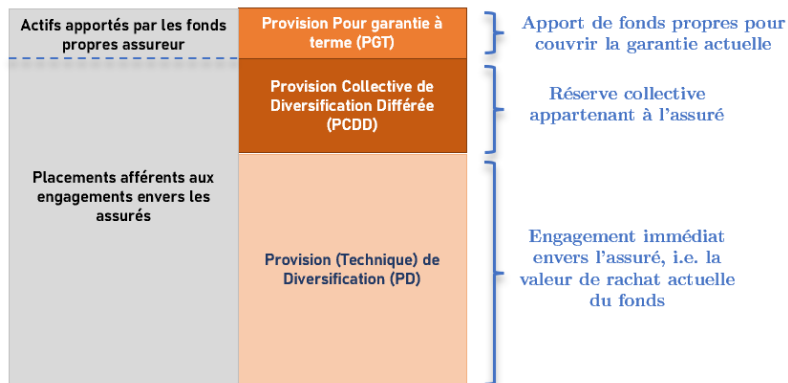 Actifs apportés par les fonds
propres assureur
Provision Pour garantie à
terme (PGT)
Apport de fonds propres pour
couvrir la garantie actuelle
Provision Collective de
Diversification Différée
(PCDD)
Réserve collective
appartenant à l'assuré
Placements afférents aux
engagements envers les
assurés
Provision (Technique) de
Diversification (PD)
Engagement immédiat
envers l'assuré, i.e. la
valeur de rachat actuelle
du fonds